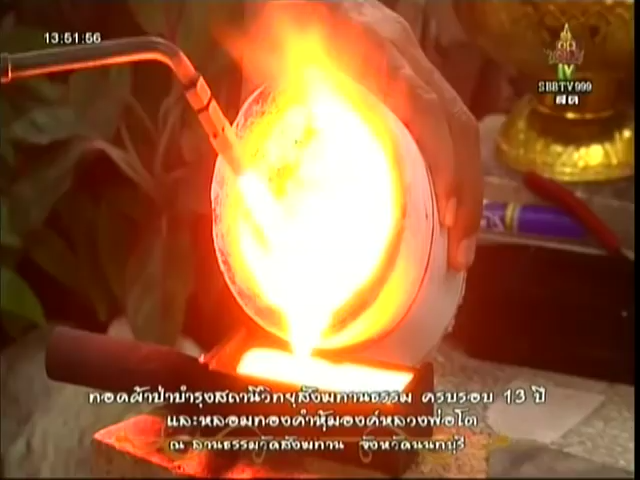 13:51:56
SBBTV999
สด
ทอดผ้าป่าบำรุงสถานีวิทยุสังฆทานธรรม ครบรอบ 13 ปี
และหลอมทองคำหุ้มองค์หลวงพ่อโต
ณ ลานธรรมวัดสังฆทาน จังหวัดนนทบุรี